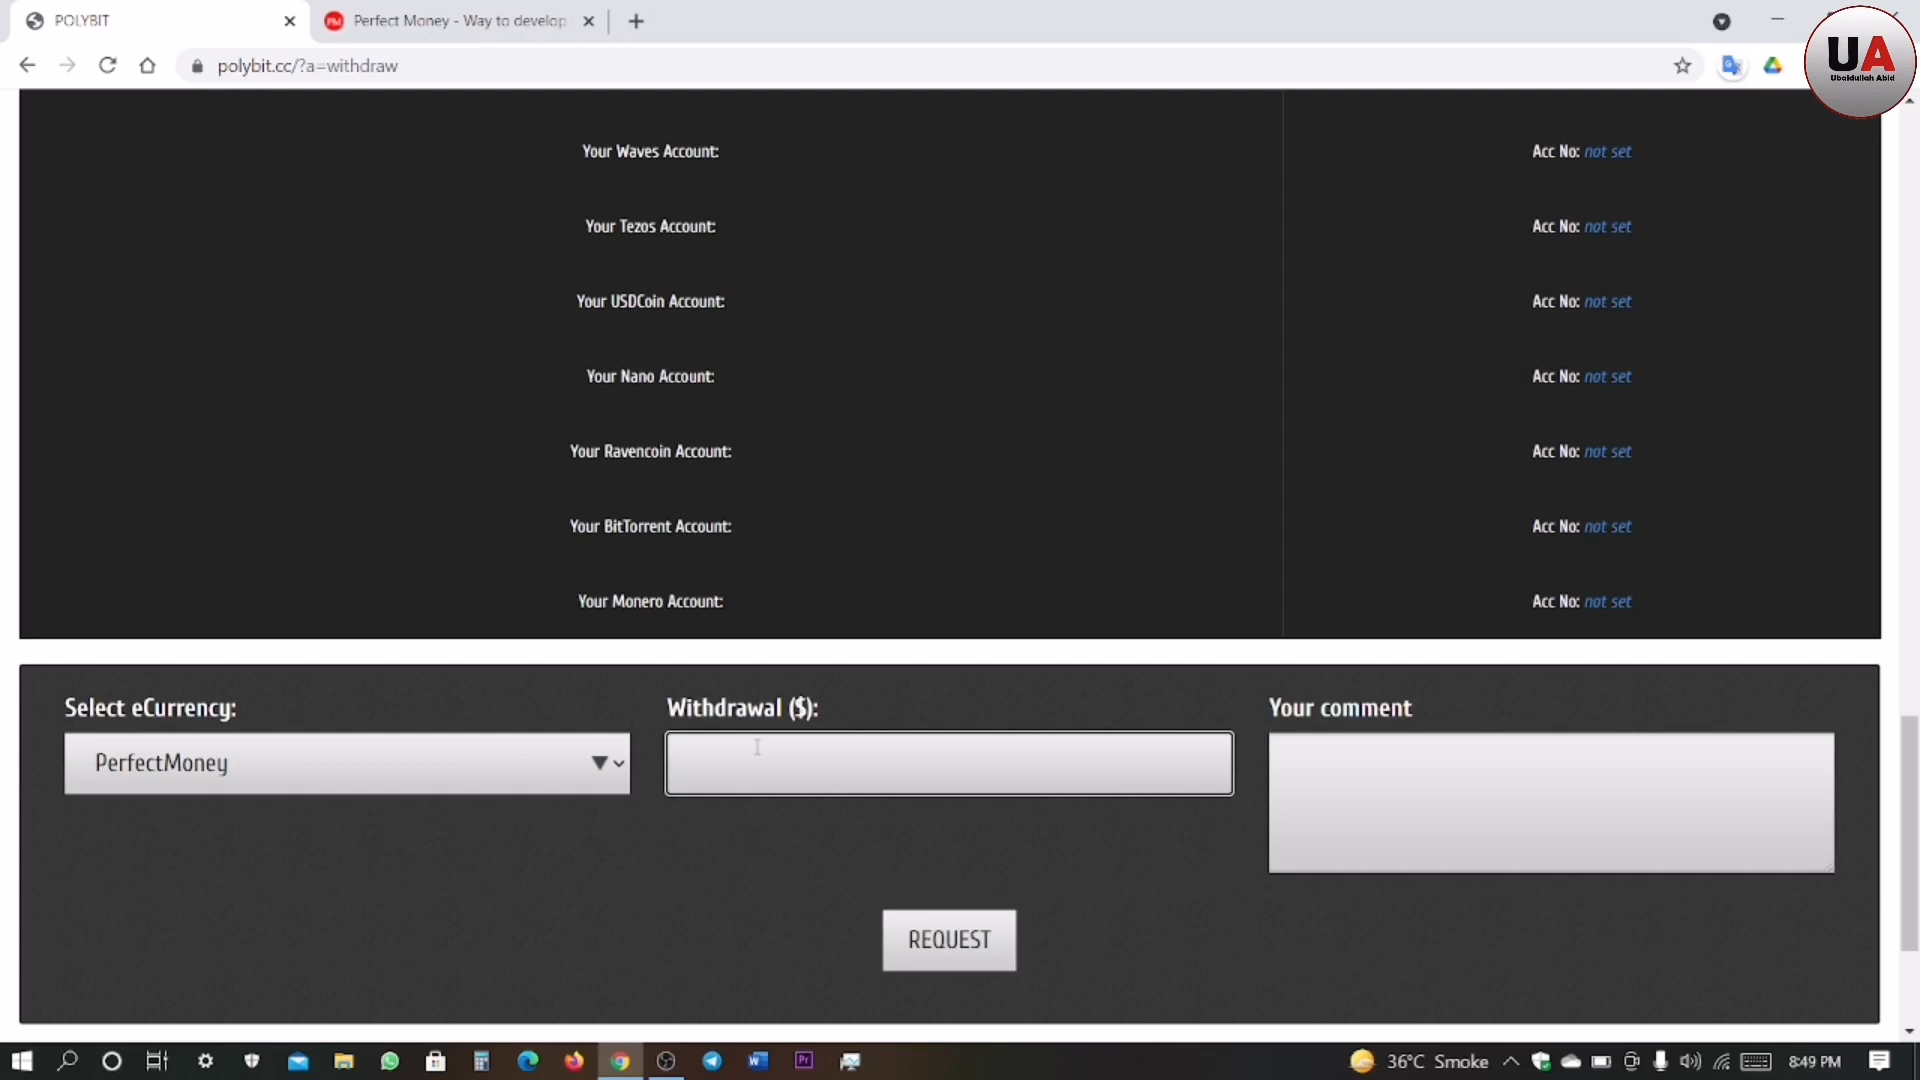 POLYBIT
Perfect Money - Way to develop
polybit.cc/?a=withdraw
UA
Ubaidullah Abid
Your Waves Account: Acc No: not set
Your Tezos Account: Acc No: not set
Your USDCoin Account: Acc No: not set
Your Nano Account: Acc No: not set
Your Ravencoin Account: Acc No: not set
Your BitTorrent Account: Acc No: not set
Your Monero Account: Acc No: not set
Select eCurrency: Withdrawal ($): Your comment
PerfectMoney
REQUEST
36°C Smoke 8:49 PM